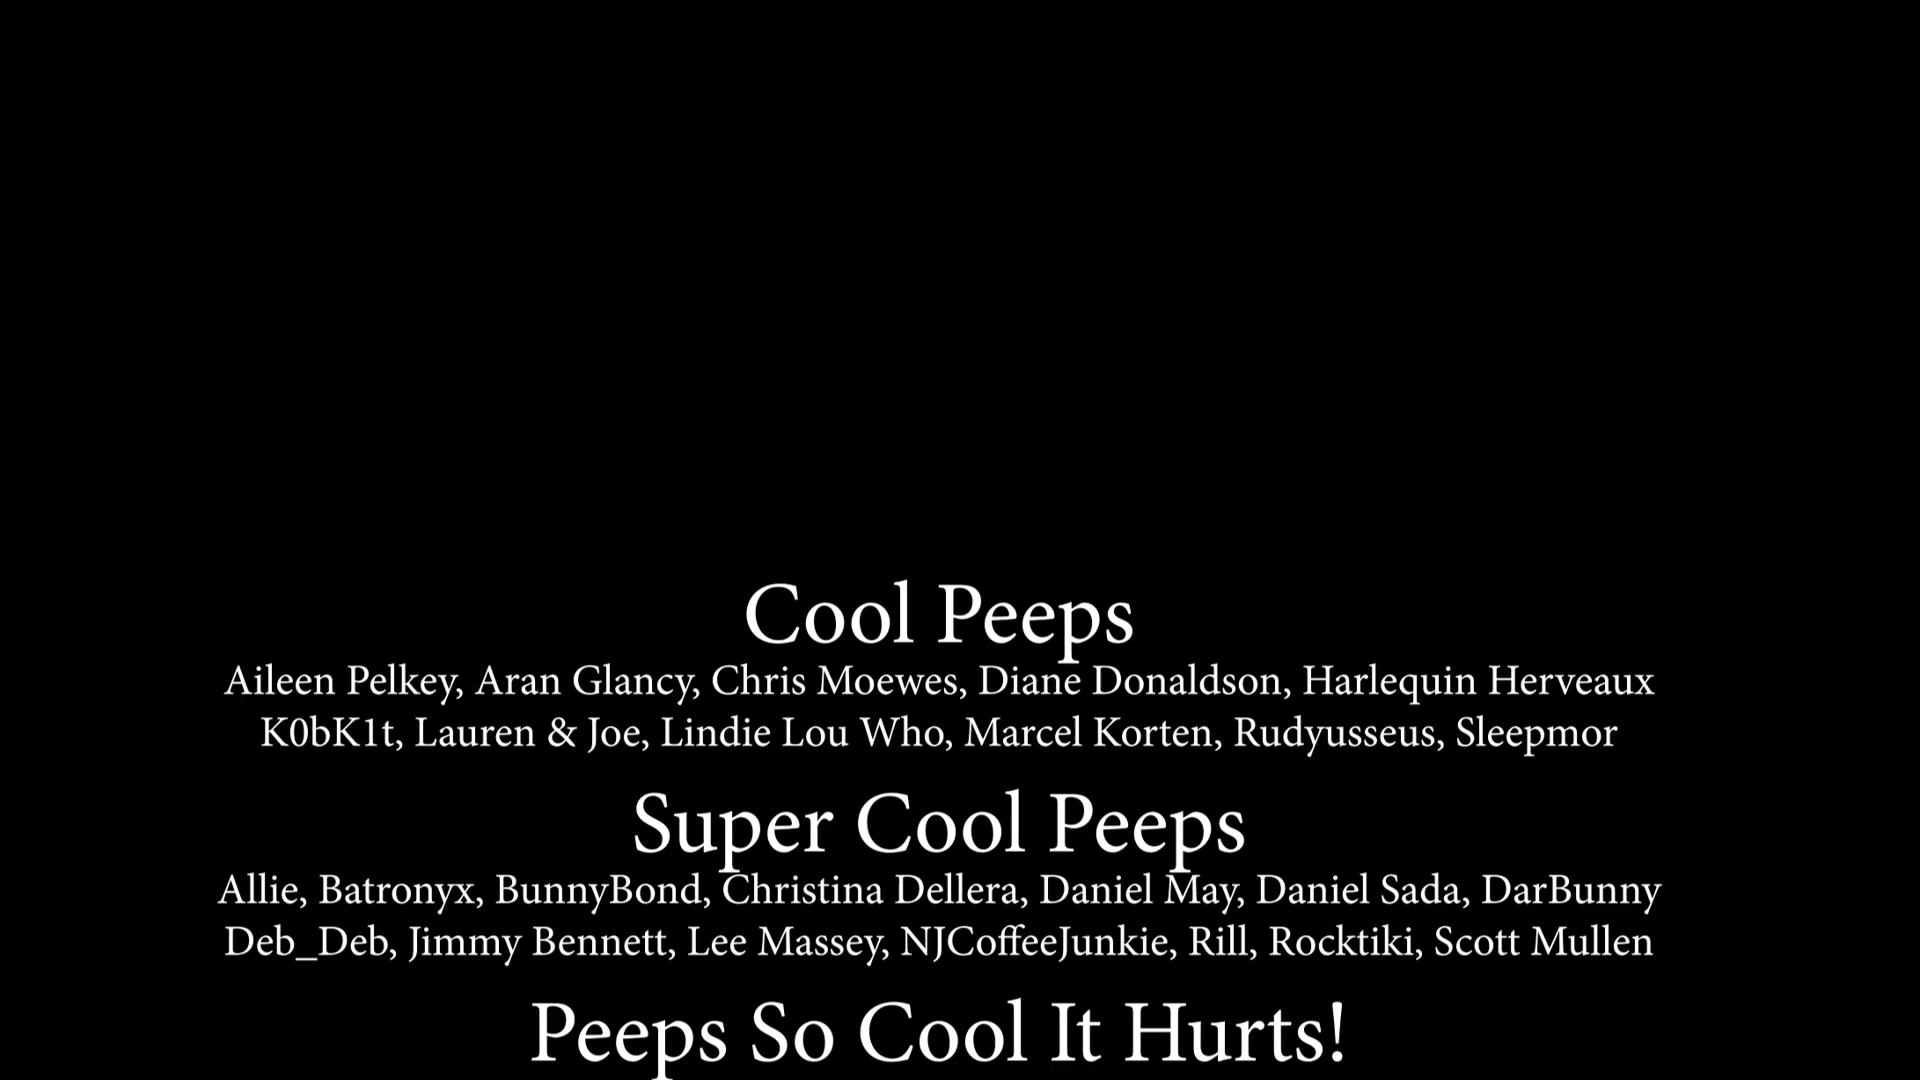 Cool Peeps
Aileen Pelkey, Aran Glancy, Chris Moewes, Diane Donaldson, Harlequin Herveaux
K0bK1t, Lauren & Joe, Lindie Lou Who, Marcel Korten, Rudyusseus, Sleepmor
Super Cool Peeps
Allie, Batronyx, BunnyBond, Christina Dellera, Daniel May, Daniel Sada, DarBunny
Deb_Deb, Jimmy Bennett, Lee Massey, NJCoffeeJunkie, Rill, Rocktiki, Scott Mullen
Peeps So Cool It Hurts!